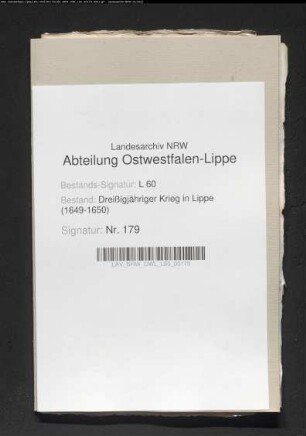 Landesarchiv NRW
Abteilung Ostwestfalen-Lippe
Bestands-Signatur: L 60
Bestand: Dreißigjähriger Krieg in Lippe
(1649-1650)
Signatur: Nr. 179